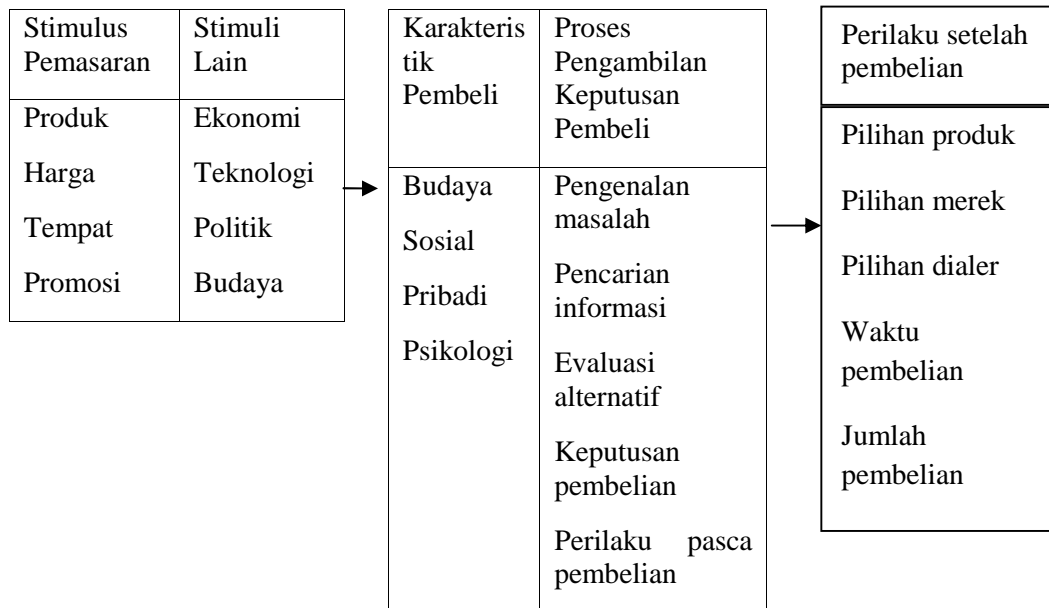 Stimulus
Pemasaran
Stimuli
Lain
Produk
Harga
Tempat
Promosi
Ekonomi
Teknologi
Politik
Budaya
Karakteris
tik
Pembeli
Proses
Pengambilan
Keputusan
Pembeli
Budaya
Sosial
Pribadi
Psikologi
Pengenalan
masalah
Pencarian
informasi
Evaluasi
alternatif
Keputusan
pembelian
Perilaku pasca
pembelian
Perilaku setelah
pembelian
Pilihan produk
Pilihan merek
Pilihan dialer
Waktu
pembelian
Jumlah
pembelian